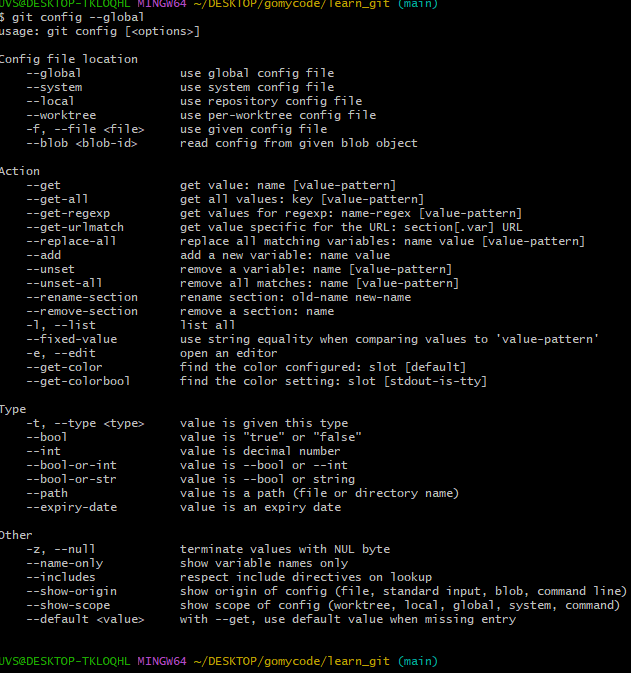 UVS@DESKTOP-TKLOQHL MINGW64 ~/DESKTOP/gomycode/learn_git (main)
$ git config --global
usage: git config [<options>]

Config file location
    --global              use global config file
    --system              use system config file
    --local               use repository config file
    --worktree            use per-worktree config file
    -f, --file <file>     use given config file
    --blob <blob-id>      read config from given blob object

Action
    --get                 get value: name [value-pattern]
    --get-all             get all values: key [value-pattern]
    --get-regexp          get values for regexp: name-regex [value-pattern]
    --get-urlmatch        get value specific for the URL: section[.var] URL
    --replace-all         replace all matching variables: name value [value-pattern]
    --add                 add a new variable: name value
    --unset               remove a variable: name [value-pattern]
    --unset-all           remove all matches: name [value-pattern]
    --rename-section      rename section: old-name new-name
    --remove-section      remove a section: name
    -l, --list            list all
    --fixed-value         use string equality when comparing values to 'value-pattern'
    -e, --edit            open an editor
    --get-color           find the color configured: slot [default]
    --get-colorbool       find the color setting: slot [stdout-is-tty]

Type
    -t, --type <type>     value is given this type
    --bool                value is "true" or "false"
    --int                 value is decimal number
    --bool-or-int         value is --bool or --int
    --bool-or-str         value is --bool or string
    --path                value is a path (file or directory name)
    --expiry-date         value is an expiry date

Other
    -z, --null            terminate values with NUL byte
    --name-only           show variable names only
    --includes            respect include directives on lookup
    --show-origin         show origin of config (file, standard input, blob, command line)
    --show-scope          show scope of config (worktree, local, global, system, command)
    --default <value>     with --get, use default value when missing entry

UVS@DESKTOP-TKLOQHL MINGW64 ~/DESKTOP/gomycode/learn_git (main)